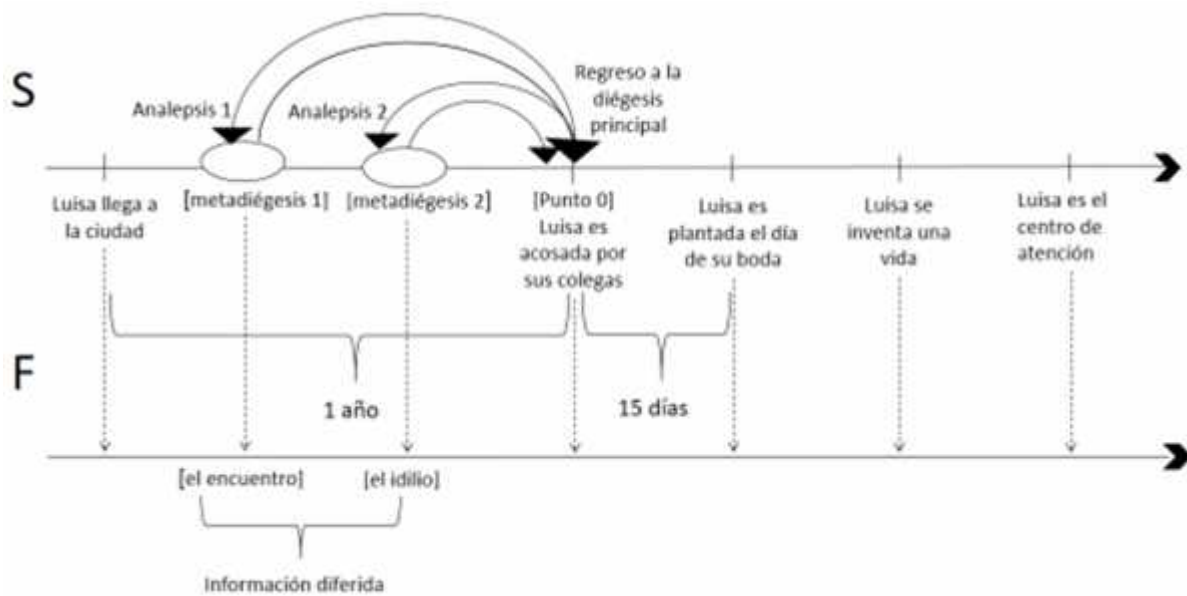 S
Analepsis 1
Analepsis 2
Regreso a la
diégesis
principal
Luisa llega a
la ciudad
[metadiégesis 1]
[metadiégesis 2]
[Punto 0]
Luisa es
acosada por
sus colegas
Luisa es
plantada el día
de su boda
Luisa se
inventa una
vida
Luisa es el
centro de
atención
F
1 año
15 días
[el encuentro]
[el idilio]
Información diferida